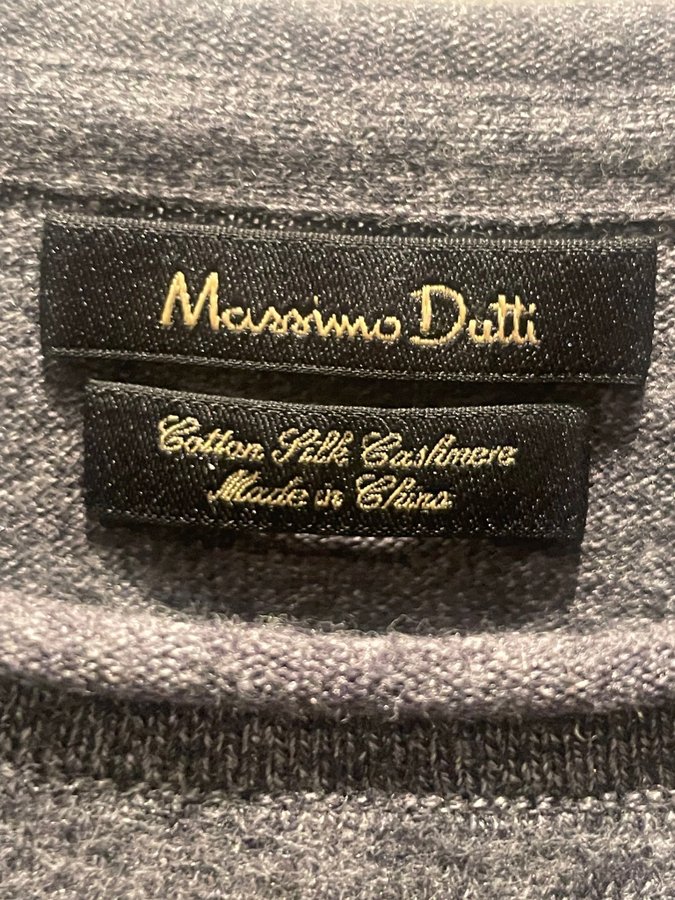 Massimo Dutti
Cotton Silk Cashmere
Made in China